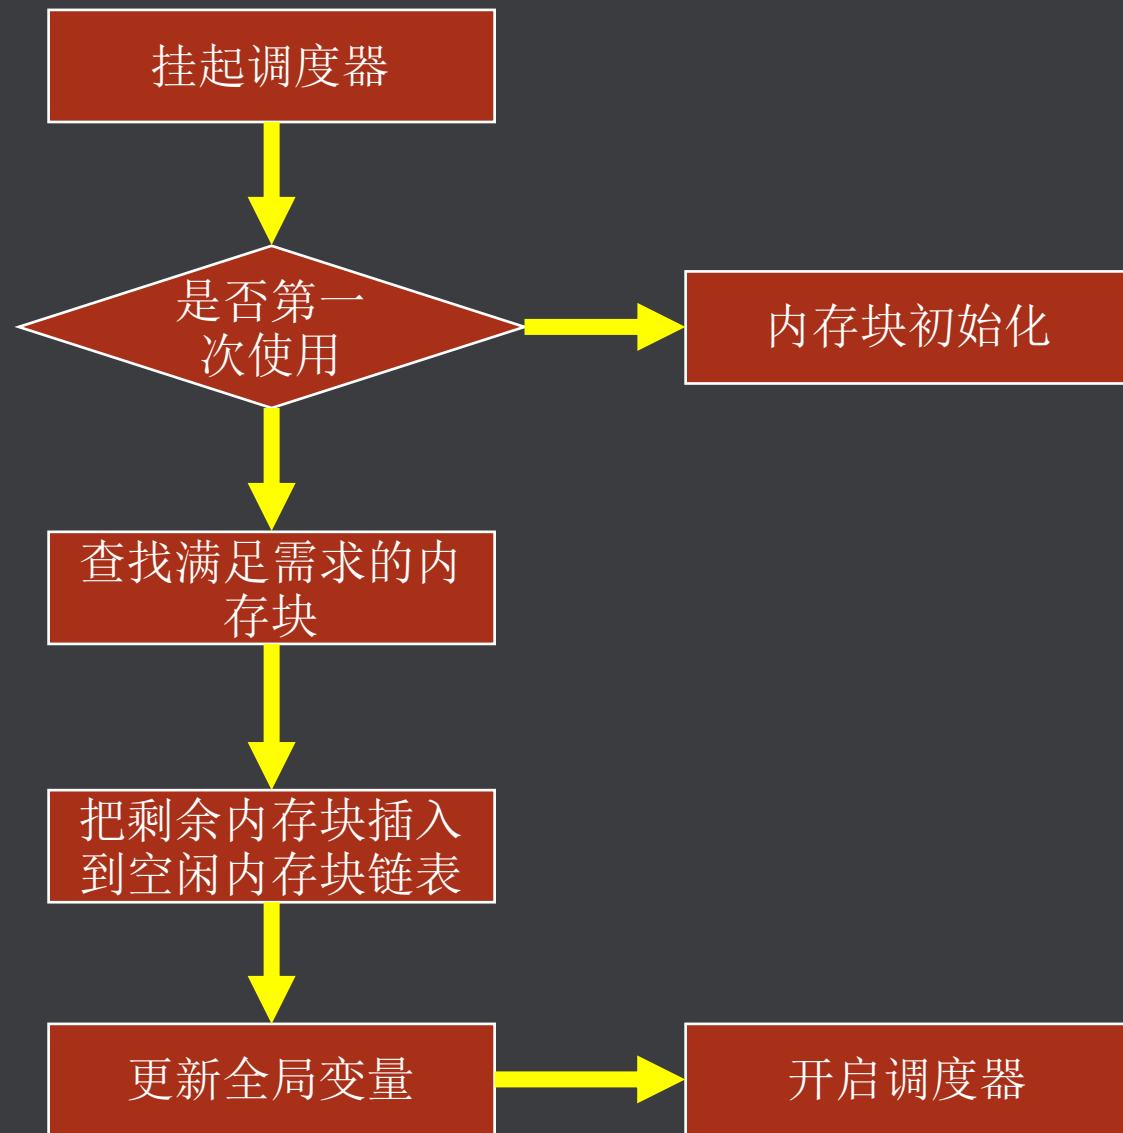 挂起调度器
是否第一
次使用
内存块初始化
查找满足需求的内
存块
把剩余内存块插入
到空闲内存块链表
更新全局变量
开启调度器